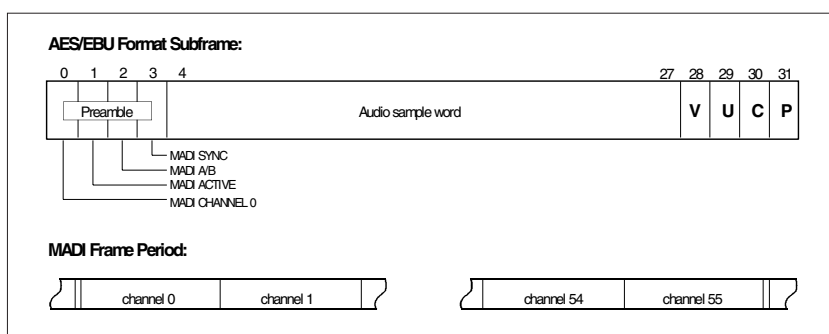 AES/EBU Format Subframe:
0 1 2 3 4 27 28 29 30 31
Preamble Audio sample word V U C P
MADI SYNC
MADI A/B
MADI ACTIVE
MADI CHANNEL 0
MADI Frame Period:
channel 0 channel 1 channel 54 channel 55